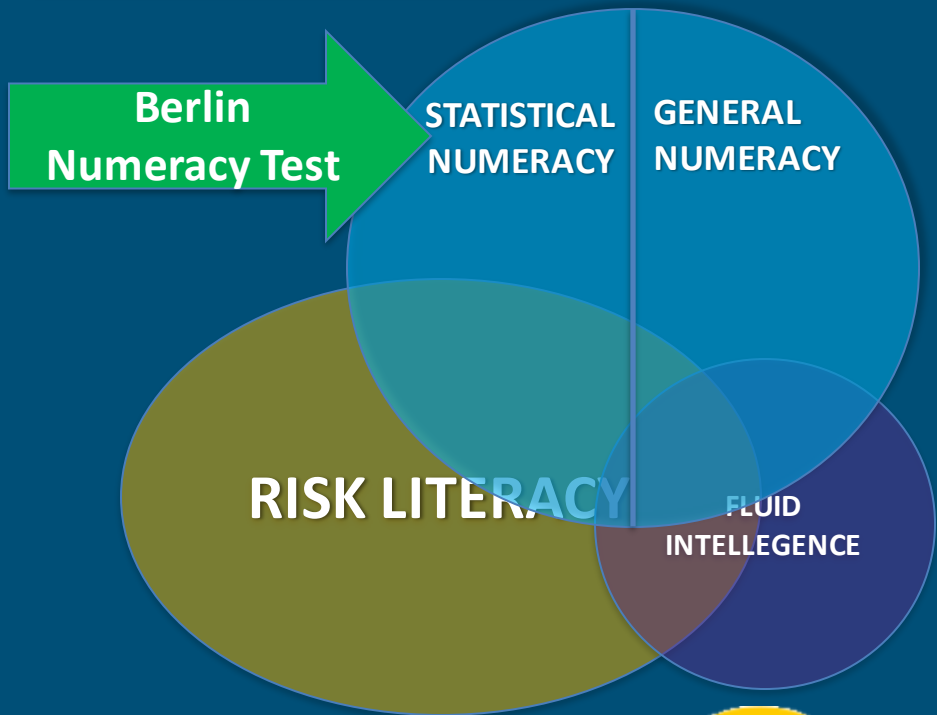 Berlin
Numeracy Test
STATISTICAL
NUMERACY
GENERAL
NUMERACY
RISK LITERACY
FLUID
INTELLEGENCE